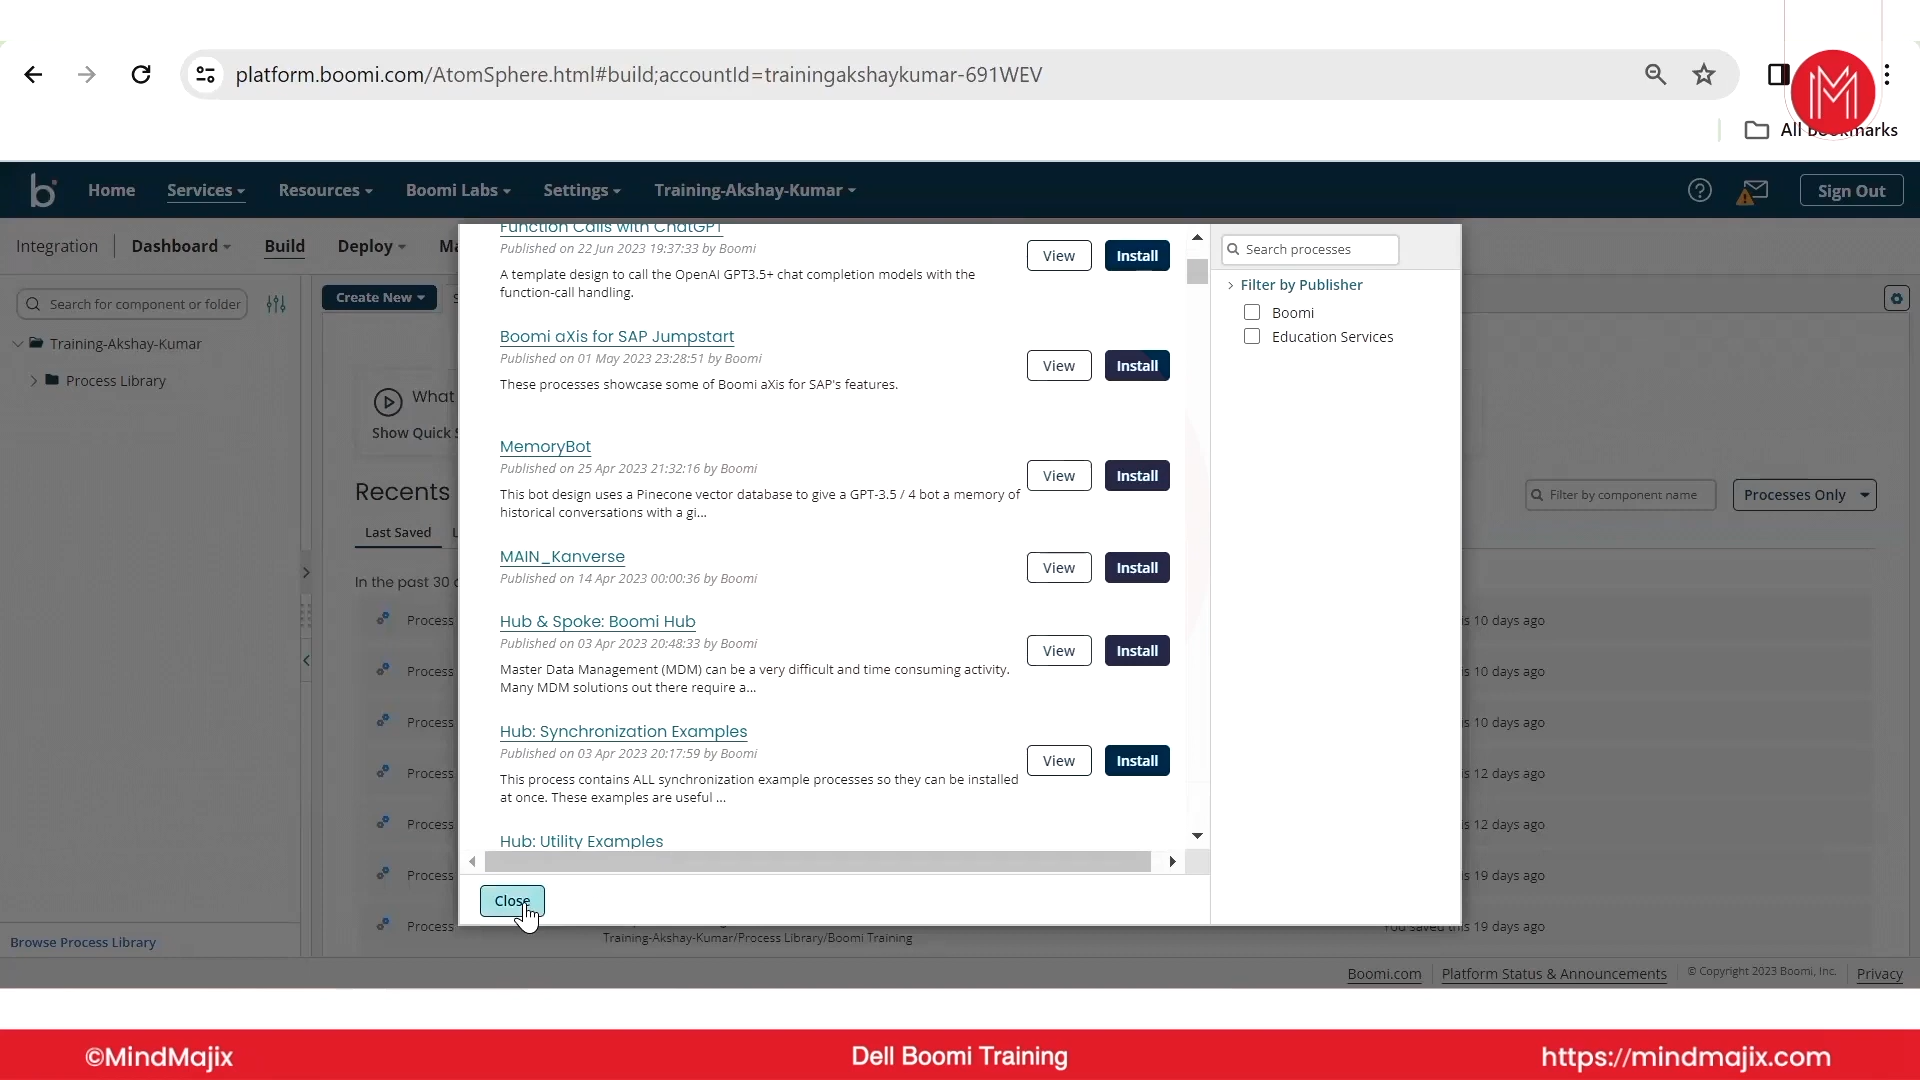 platform.boomi.com/AtomSphere.html#build;accountId=trainingakshaykumar-691WEV
All
Home Services Resources Boomi Labs Settings Training-Akshay-Kumar Sign Out
Integration Dashboard Build Deploy
Search for component or folder
Create New
Training-Akshay-Kumar
Process Library
What
Show Quick
Recents
Last Saved
In the past 30
Filter by component name
Processes Only
Process
s 10 days ago
Process
s 10 days ago
Process
s 10 days ago
Process
s 12 days ago
Process
s 12 days ago
Process
s 19 days ago
Process
You saved this 19 days ago
Training-Akshay-Kumar/Process Library/Boomi Training
Browse Process Library
Function Calls with ChatGPT
Published on 22 Jun 2023 19:37:33 by Boomi
A template design to call the OpenAI GPT3.5+ chat completion models with the
function-call handling.
View Install
Boomi aXis for SAP Jumpstart
Published on 01 May 2023 23:28:51 by Boomi
These processes showcase some of Boomi aXis for SAP's features.
View Install
MemoryBot
Published on 25 Apr 2023 21:32:16 by Boomi
This bot design uses a Pinecone vector database to give a GPT-3.5 / 4 bot a memory of
historical conversations with a gi...
View Install
MAIN_Kanverse
Published on 14 Apr 2023 00:00:36 by Boomi
View Install
Hub & Spoke: Boomi Hub
Published on 03 Apr 2023 20:48:33 by Boomi
Master Data Management (MDM) can be a very difficult and time consuming activity.
Many MDM solutions out there require a...
View Install
Hub: Synchronization Examples
Published on 03 Apr 2023 20:17:59 by Boomi
This process contains ALL synchronization example processes so they can be installed
at once. These examples are useful ...
View Install
Hub: Utility Examples
Close
Search processes
Filter by Publisher
Boomi
Education Services
Boomi.com Platform Status & Announcements © Copyright 2023 Boomi, Inc. Privacy
©MindMajix Dell Boomi Training https://mindmajix.com